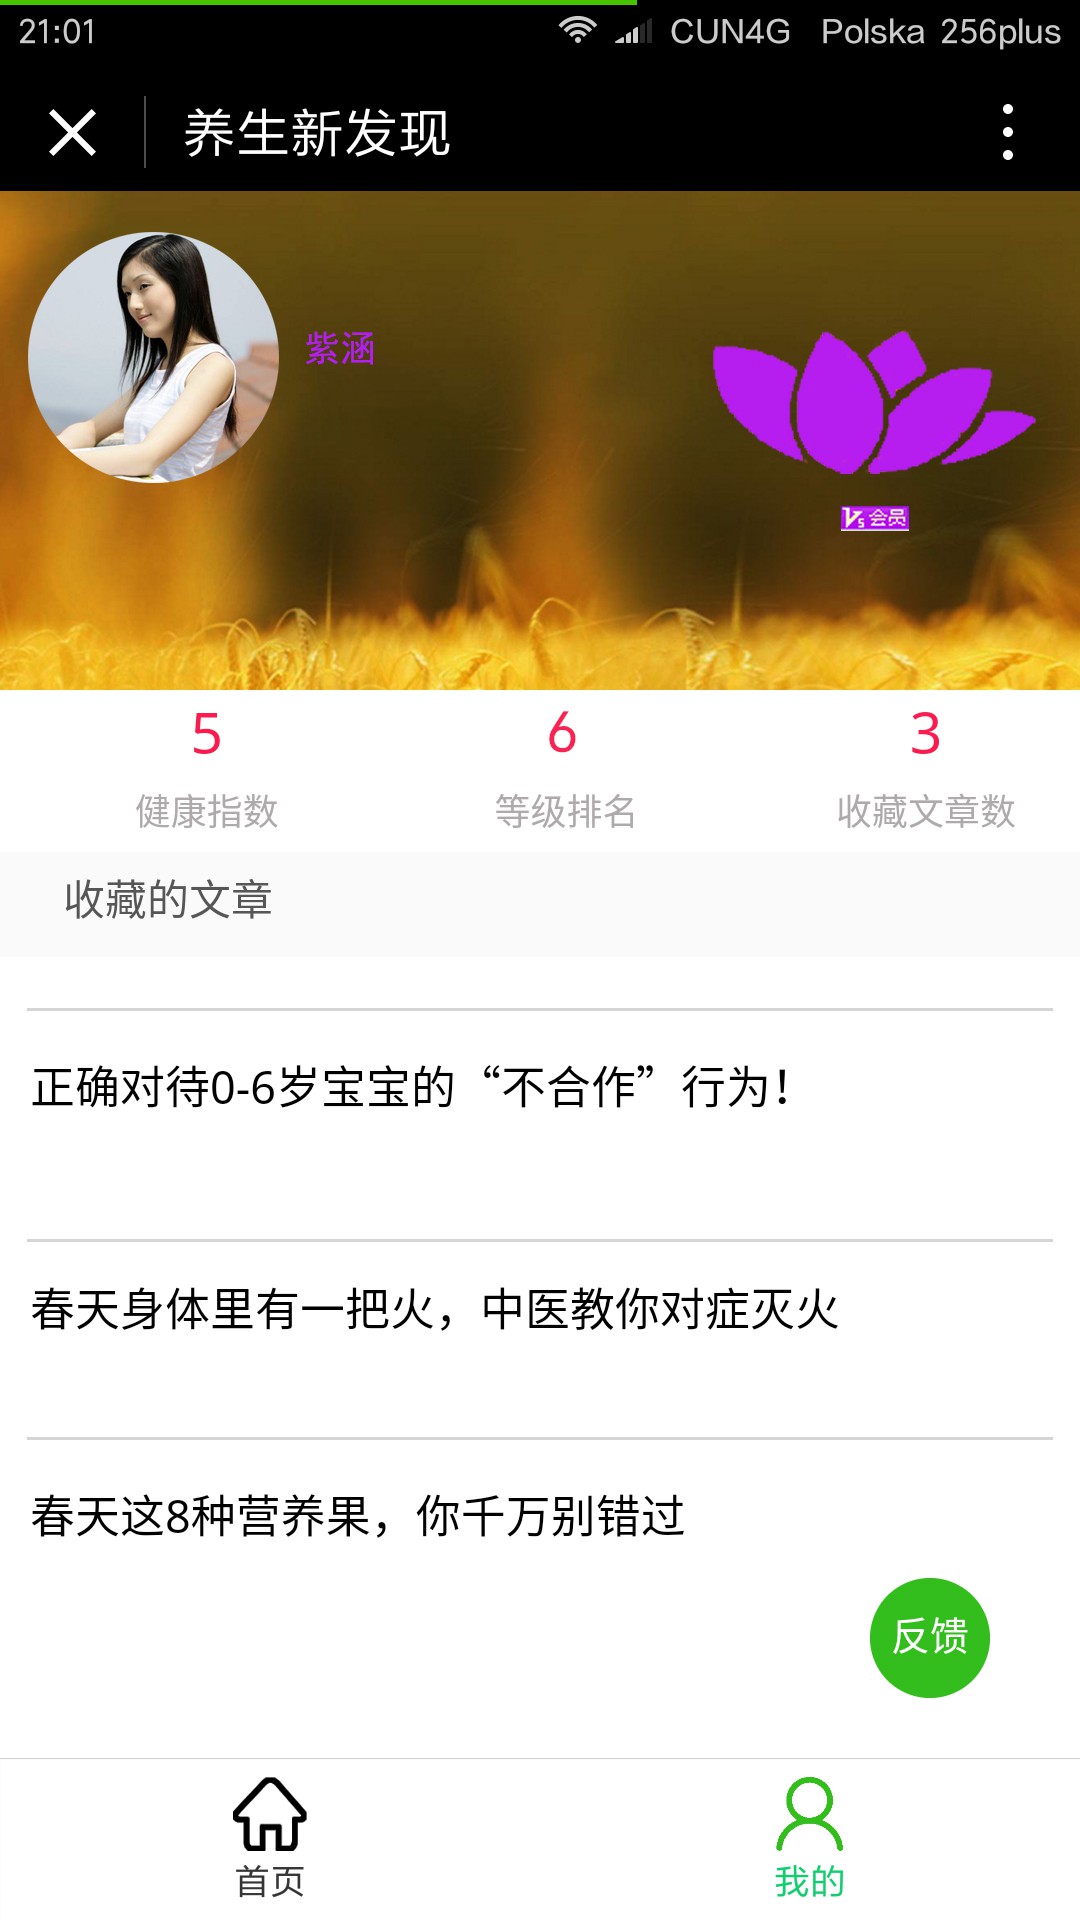 21:01 CUN4G Polska 256plus
养生新发现
紫涵
V5 会员
5 6 3
健康指数 等级排名 收藏文章数
收藏的文章
正确对待0-6岁宝宝的“不合作”行为！
春天身体里有一把火，中医教你对症灭火
春天这8种营养果，你千万别错过
反馈
首页 我的